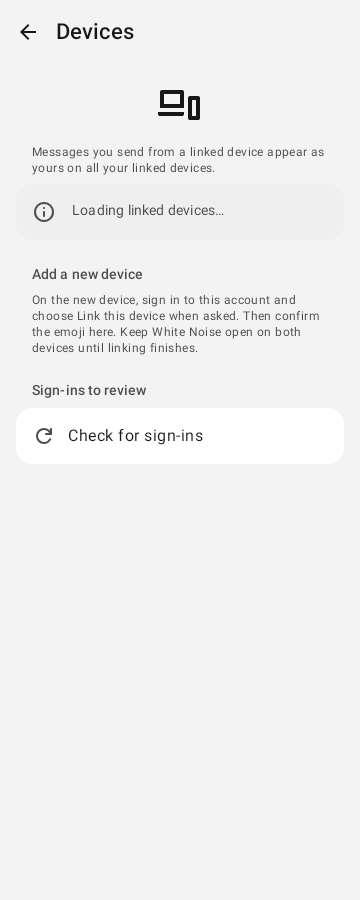 Devices
Messages you send from a linked device appear as
yours on all your linked devices.
Loading linked devices…
Add a new device
On the new device, sign in to this account and
choose Link this device when asked. Then confirm
the emoji here. Keep White Noise open on both
devices until linking finishes.
Sign-ins to review
Check for sign-ins